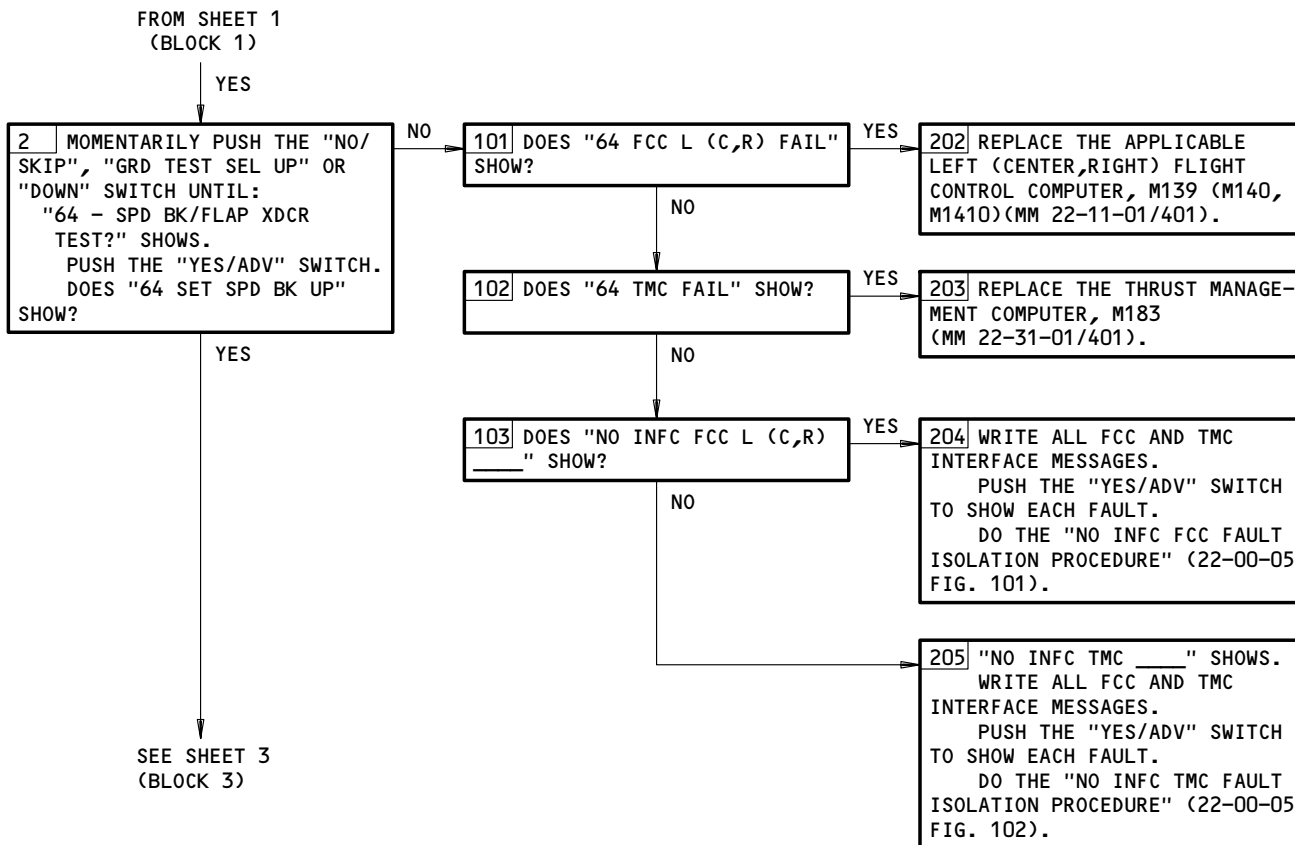 FROM SHEET 1
(BLOCK 1)
YES
2 MOMENTARILY PUSH THE "NO/
SKIP", "GRD TEST SEL UP" OR
"DOWN" SWITCH UNTIL:
"64 - SPD BK/FLAP XDCR
TEST?" SHOWS.
PUSH THE "YES/ADV" SWITCH.
DOES "64 SET SPD BK UP"
SHOW?
NO
YES
SEE SHEET 3
(BLOCK 3)
101 DOES "64 FCC L (C,R) FAIL"
SHOW?
YES
NO
202 REPLACE THE APPLICABLE
LEFT (CENTER,RIGHT) FLIGHT
CONTROL COMPUTER, M139 (M140,
M1410)(MM 22-11-01/401).
102 DOES "64 TMC FAIL" SHOW?
YES
NO
203 REPLACE THE THRUST MANAGE-
MENT COMPUTER, M183
(MM 22-31-01/401).
103 DOES "NO INFC FCC L (C,R)
____" SHOW?
YES
NO
204 WRITE ALL FCC AND TMC
INTERFACE MESSAGES.
PUSH THE "YES/ADV" SWITCH
TO SHOW EACH FAULT.
DO THE "NO INFC FCC FAULT
ISOLATION PROCEDURE" (22-00-05
FIG. 101).
205 "NO INFC TMC ____" SHOWS.
WRITE ALL FCC AND TMC
INTERFACE MESSAGES.
PUSH THE "YES/ADV" SWITCH
TO SHOW EACH FAULT.
DO THE "NO INFC TMC FAULT
ISOLATION PROCEDURE" (22-00-05
FIG. 102).